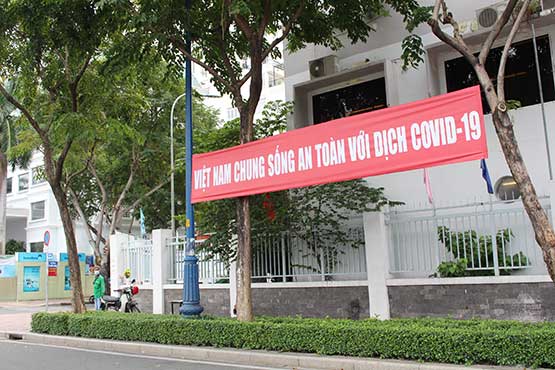 VIỆT NAM CHUNG SỐNG AN TOÀN VỚI DỊCH COVID-19